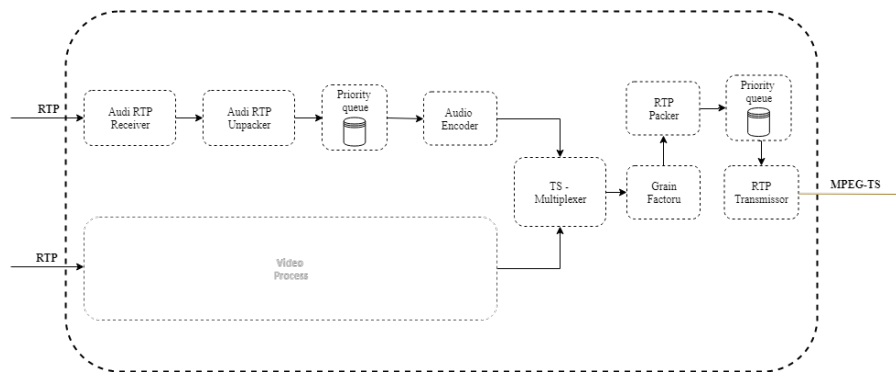 RTP
Audi RTP
Receiver
Audi RTP
Unpacker
Priority
queue
Audio
Encoder
TS -
Multiplexer
Grain
Factoru
RTP
Packer
Priority
queue
RTP
Transmissor
MPEG-TS
RTP
Video
Process